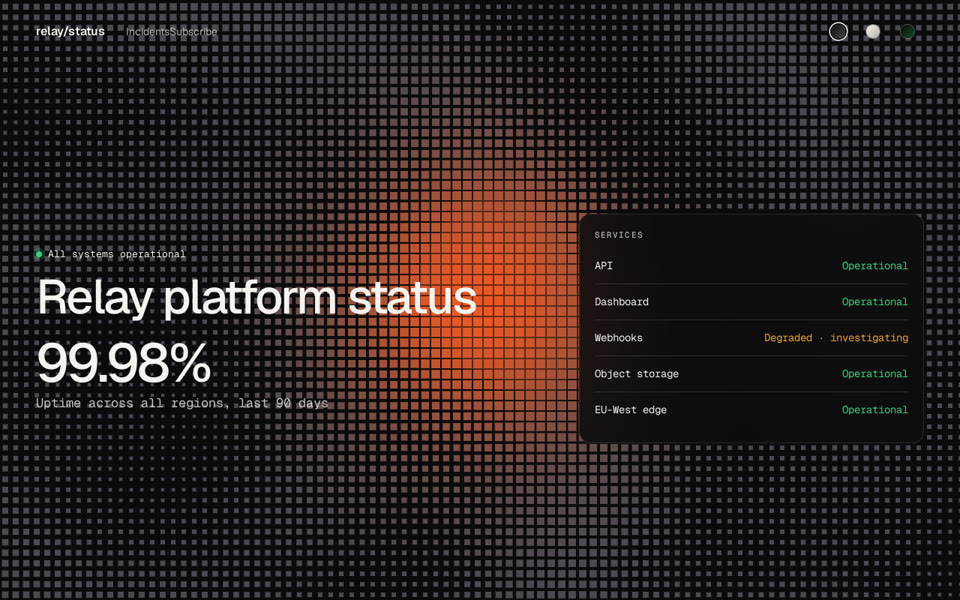 relay/status IncidentsSubscribe
All systems operational
Relay platform status
99.98%
Uptime across all regions, last 90 days
SERVICES
API Operational
Dashboard Operational
Webhooks Degraded · investigating
Object storage Operational
EU-West edge Operational